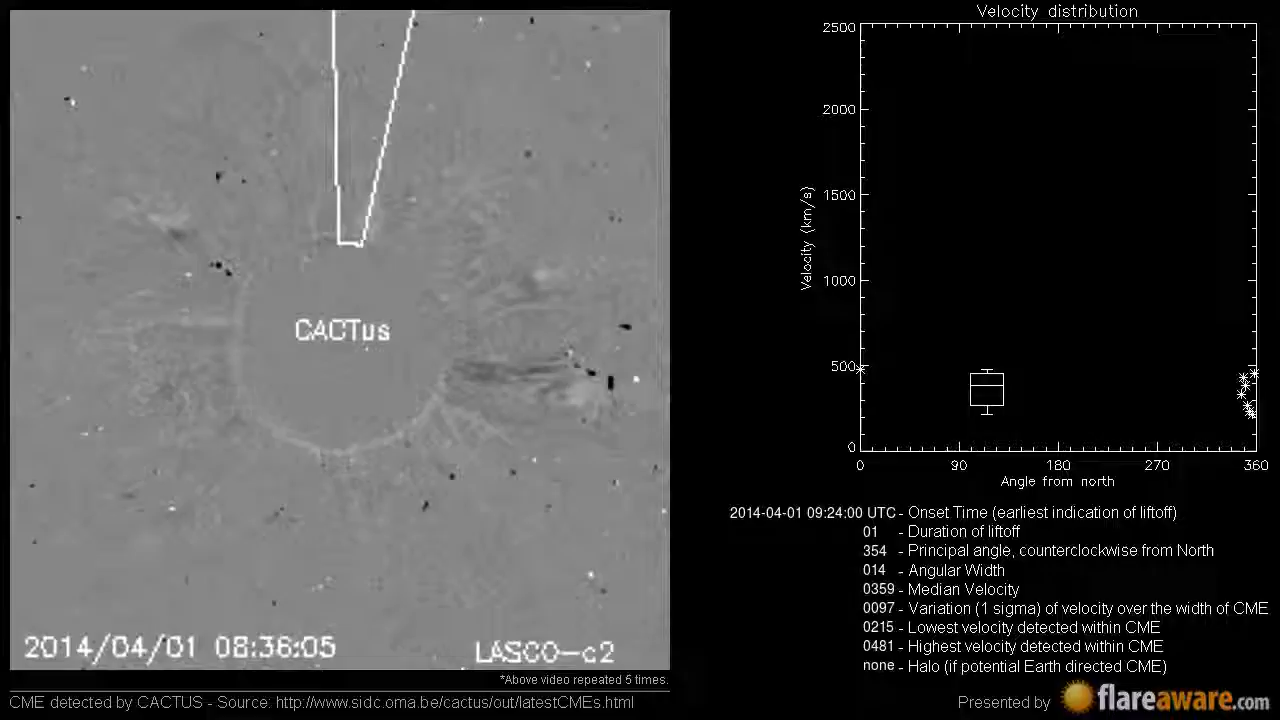 Velocity distribution
2500
2000
1500
1000
500
0
Velocity (km/s)
0 90 180 270 360
Angle from north
CACTus
2014/04/01 08:36:05 LASCO-c2
*Above video repeated 5 times.
CME detected by CACTUS - Source: http://www.sidc.oma.be/cactus/out/latestCMEs.html
2014-04-01 09:24:00 UTC - Onset Time (earliest indication of liftoff)
01 - Duration of liftoff
354 - Principal angle, counterclockwise from North
014 - Angular Width
0359 - Median Velocity
0097 - Variation (1 sigma) of velocity over the width of CME
0215 - Lowest velocity detected within CME
0481 - Highest velocity detected within CME
none - Halo (if potential Earth directed CME)
Presented by flareaware.com